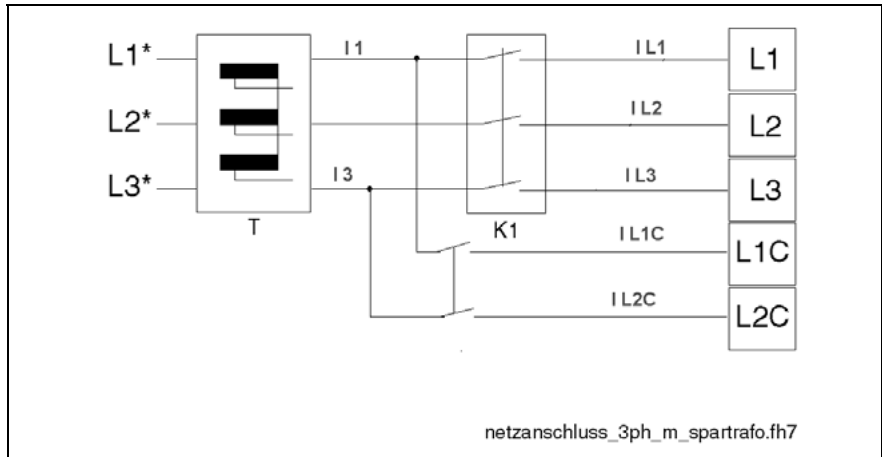 L1* I1 IL1 L1
L2* IL2 L2
L3* I3 IL3 L3
T K1
IL1C L1C
IL2C L2C
netzanschluss_3ph_m_spartrafo.fh7